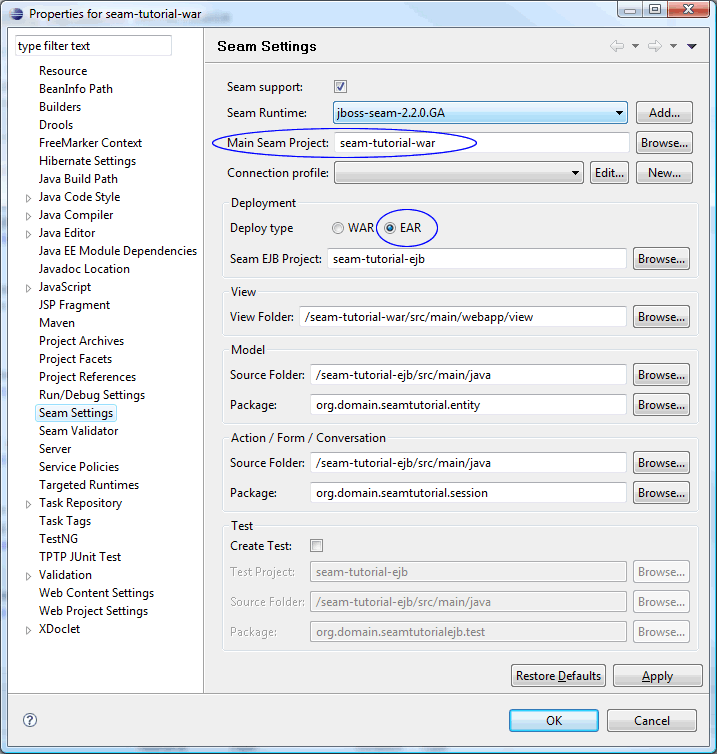 Properties for seam-tutorial-war
type filter text
Resource
BeanInfo Path
Builders
Drools
FreeMarker Context
Hibernate Settings
Java Build Path
Java Code Style
Java Compiler
Java Editor
Java EE Module Dependencies
Javadoc Location
JavaScript
JSP Fragment
Maven
Project Archives
Project Facets
Project References
Run/Debug Settings
Seam Settings
Seam Validator
Server
Service Policies
Targeted Runtimes
Task Repository
Task Tags
TestNG
TPTP JUnit Test
Validation
Web Content Settings
Web Project Settings
XDoclet
Seam Settings
Seam support:
Seam Runtime: jboss-seam-2.2.0.GA Add...
Main Seam Project: seam-tutorial-war Browse...
Connection profile: Edit... New...
Deployment
Deploy type WAR EAR
Seam EJB Project: seam-tutorial-ejb Browse...
View
View Folder: /seam-tutorial-war/src/main/webapp/view Browse...
Model
Source Folder: /seam-tutorial-ejb/src/main/java Browse...
Package: org.domain.seamtutorial.entity Browse...
Action / Form / Conversation
Source Folder: /seam-tutorial-ejb/src/main/java Browse...
Package: org.domain.seamtutorial.session Browse...
Test
Create Test:
Test Project: seam-tutorial-ejb Browse...
Source Folder: /seam-tutorial-ejb/src/main/java Browse...
Package: org.domain.seamtutorialejb.test Browse...
Restore Defaults Apply
? OK Cancel